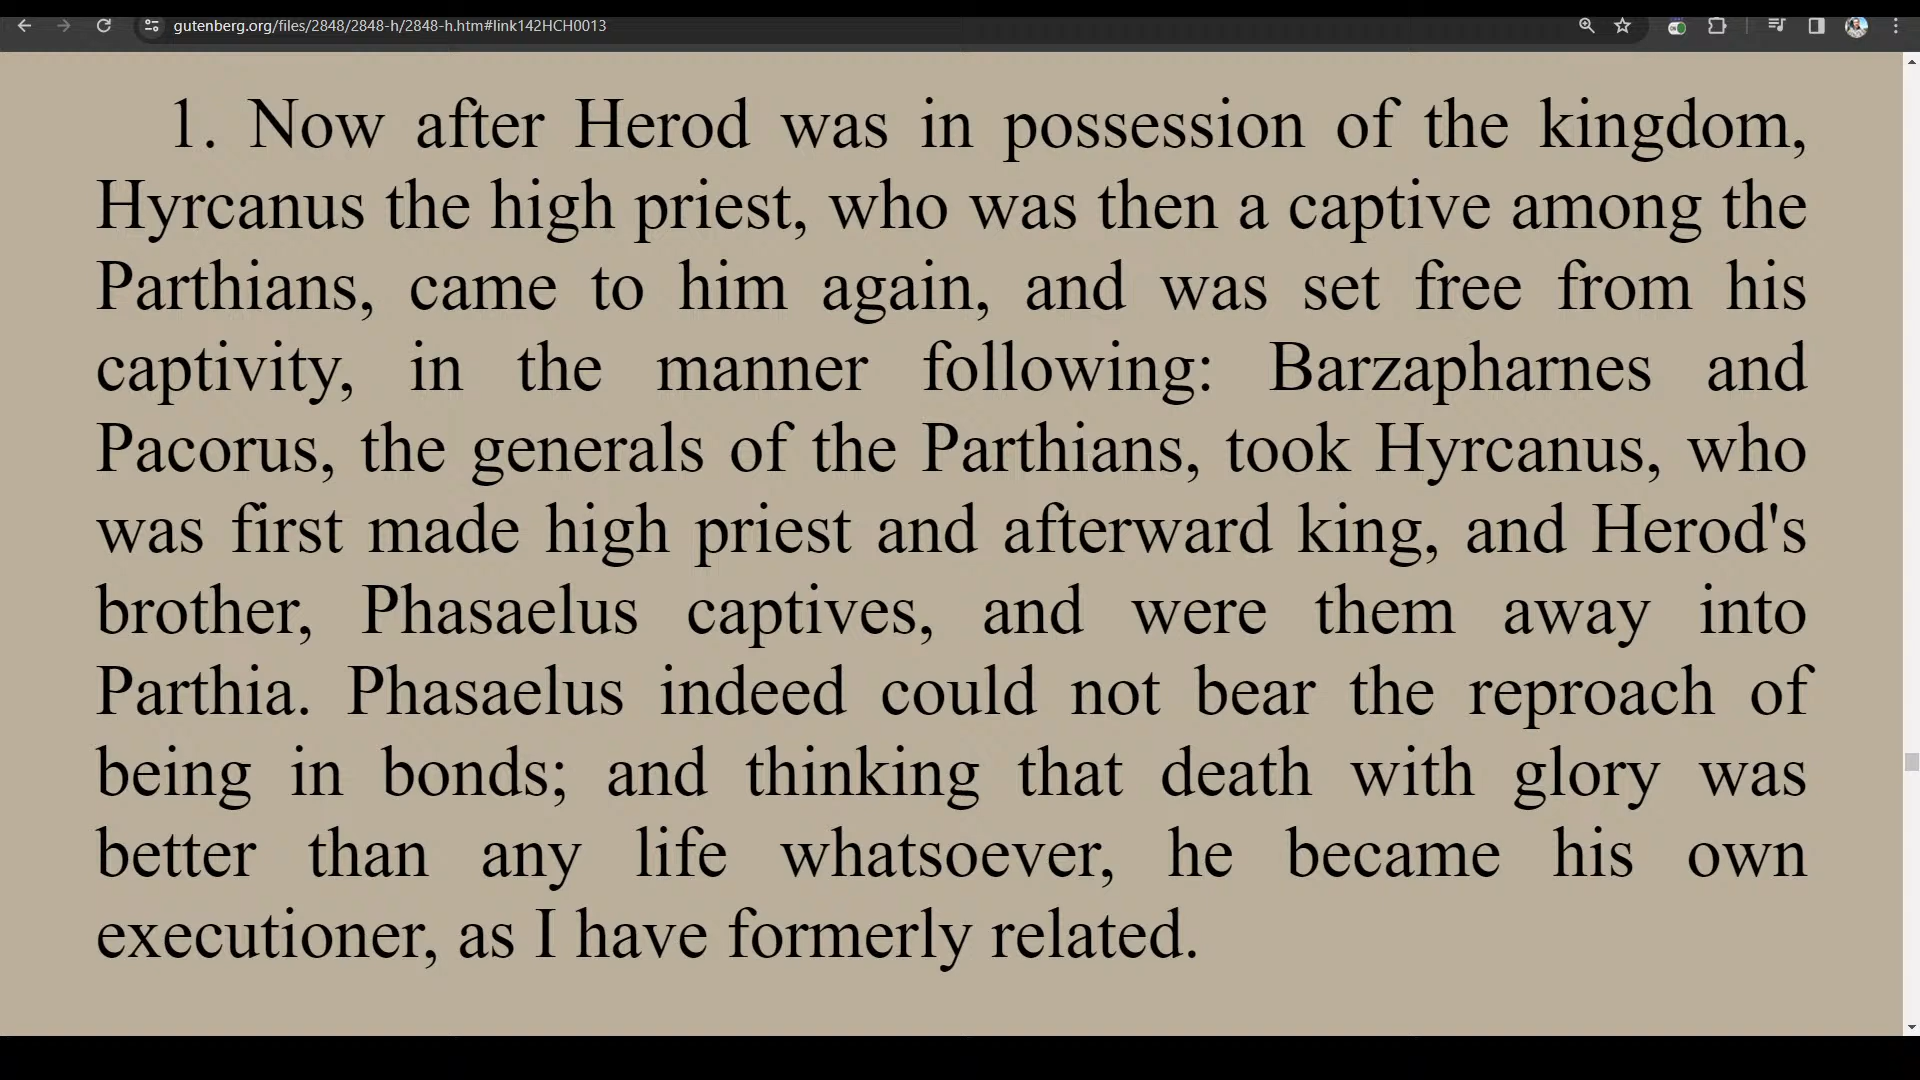 gutenberg.org/files/2848/2848-h/2848-h.htm#link142HCH0013
1. Now after Herod was in possession of the kingdom,
Hyrcanus the high priest, who was then a captive among the
Parthians, came to him again, and was set free from his
captivity, in the manner following: Barzapharnes and
Pacorus, the generals of the Parthians, took Hyrcanus, who
was first made high priest and afterward king, and Herod's
brother, Phasaelus captives, and were them away into
Parthia. Phasaelus indeed could not bear the reproach of
being in bonds; and thinking that death with glory was
better than any life whatsoever, he became his own
executioner, as I have formerly related.